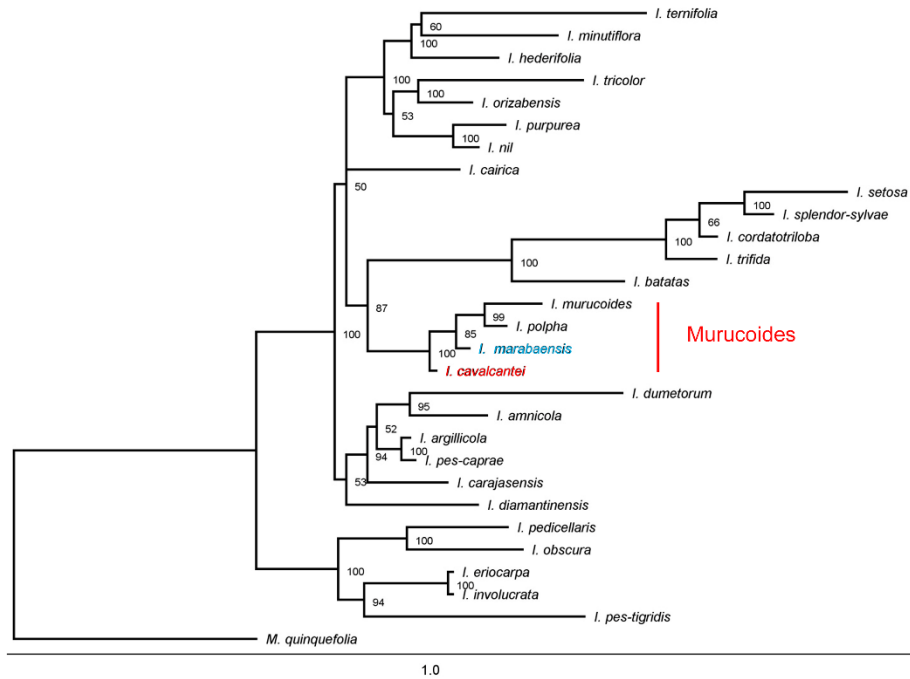 I. ternifolia
60
I. minutiflora
100
I. hederifolia
100
I. tricolor
100
I. orizabensis
53
I. purpurea
100
I. nil
I. cairica
50
I. setosa
100
I. splendor-sylvae
66
I. cordatotriloba
100
I. trifida
100
I. batatas
87
I. murucoides
99
I. polpha
85
Murucoides
100
I. marabaensis
100
I. cavalcantei
I. dumetorum
95
I. amnicola
52
I. argillicola
100
94
I. pes-caprae
53
I. carajasensis
I. diamantinensis
I. pedicellaris
100
I. obscura
100
I. eriocarpa
100
I. involucrata
94
I. pes-tigridis
M. quinquefolia
1.0